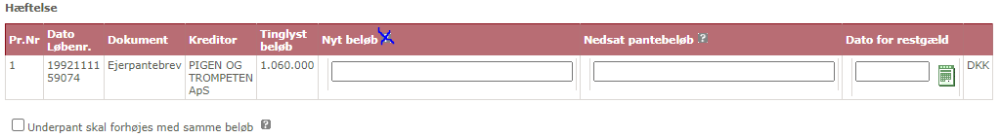 Hæftelse
Pr.Nr Dato Løbenr. Dokument Kreditor Tinglyst beløb Nyt beløb Nedsat pantebeløb ? Dato for restgæld
1 19921111 59074 Ejerpantebrev PIGEN OG TROMPETEN ApS 1.060.000 DKK
Underpant skal forhøjes med samme beløb ?